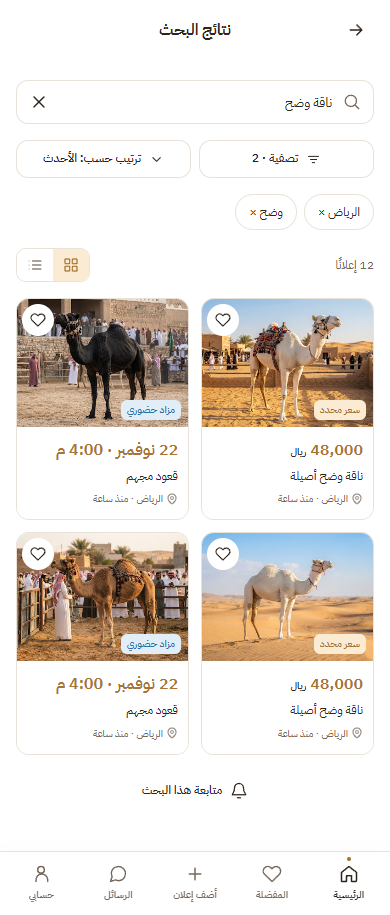 نتائج البحث
ناقة وضح
تصفية · 2
ترتيب حسب: الأحدث
الرياض ×
وضح ×
12 إعلانًا
سعر محدد
48,000 ريال
ناقة وضح أصيلة
الرياض · منذ ساعة
مزاد حضوري
22 نوفمبر · 4:00 م
قعود مجهم
الرياض · منذ ساعة
سعر محدد
48,000 ريال
ناقة وضح أصيلة
الرياض · منذ ساعة
مزاد حضوري
22 نوفمبر · 4:00 م
قعود مجهم
الرياض · منذ ساعة
متابعة هذا البحث
الرئيسية
المفضلة
أضف إعلان
الرسائل
حسابي